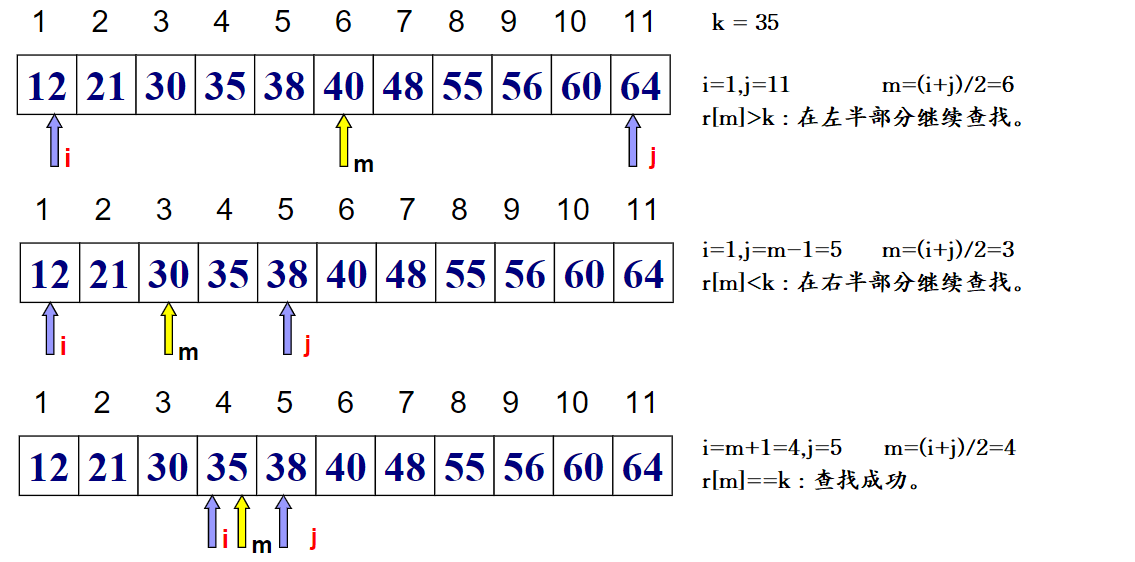 1 2 3 4 5 6 7 8 9 10 11 k = 35
12 21 30 35 38 40 48 55 56 60 64
i=1,j=11 m=(i+j)/2=6
r[m]>k：在左半部分继续查找。
i m j
1 2 3 4 5 6 7 8 9 10 11
12 21 30 35 38 40 48 55 56 60 64
i=1,j=m−1=5 m=(i+j)/2=3
r[m]<k：在右半部分继续查找。
i m j
1 2 3 4 5 6 7 8 9 10 11
12 21 30 35 38 40 48 55 56 60 64
i=m+1=4,j=5 m=(i+j)/2=4
r[m]==k：查找成功。
i m j